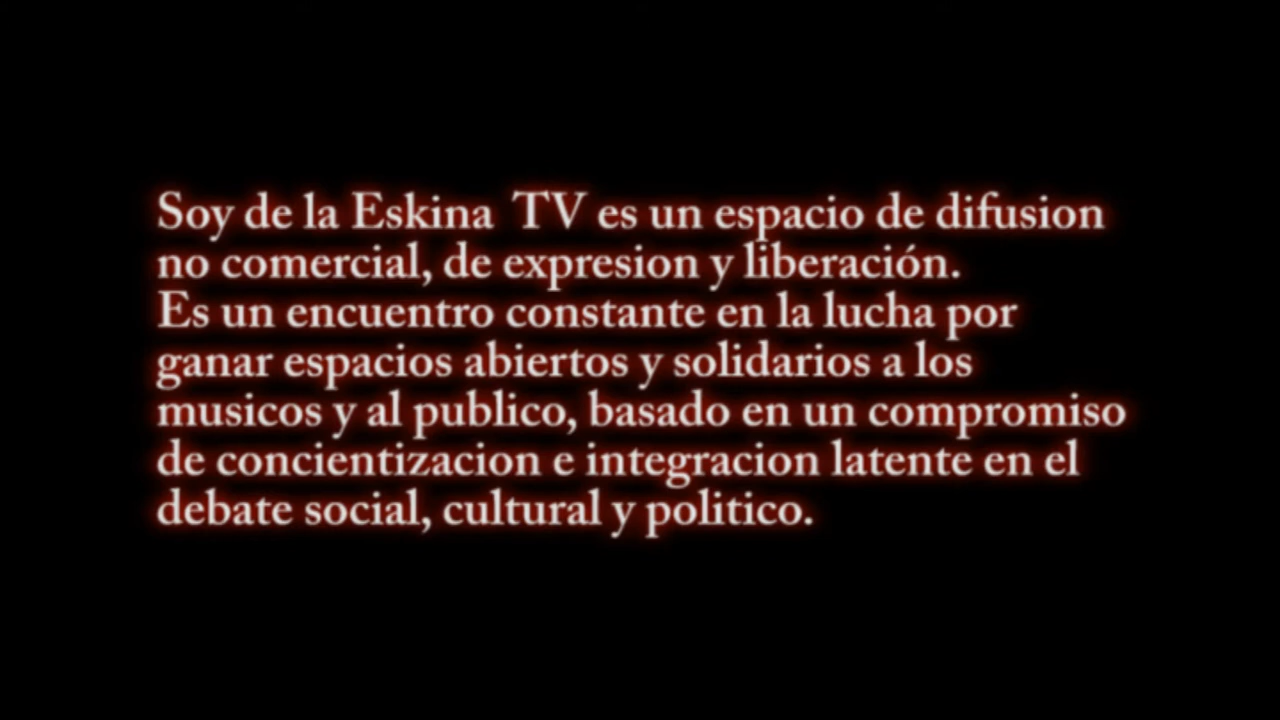 Soy de la Eskina TV es un espacio de difusion
no comercial, de expresion y liberación.
Es un encuentro constante en la lucha por
ganar espacios abiertos y solidarios a los
musicos y al publico, basado en un compromiso
de concientizacion e integracion latente en el
debate social, cultural y politico.